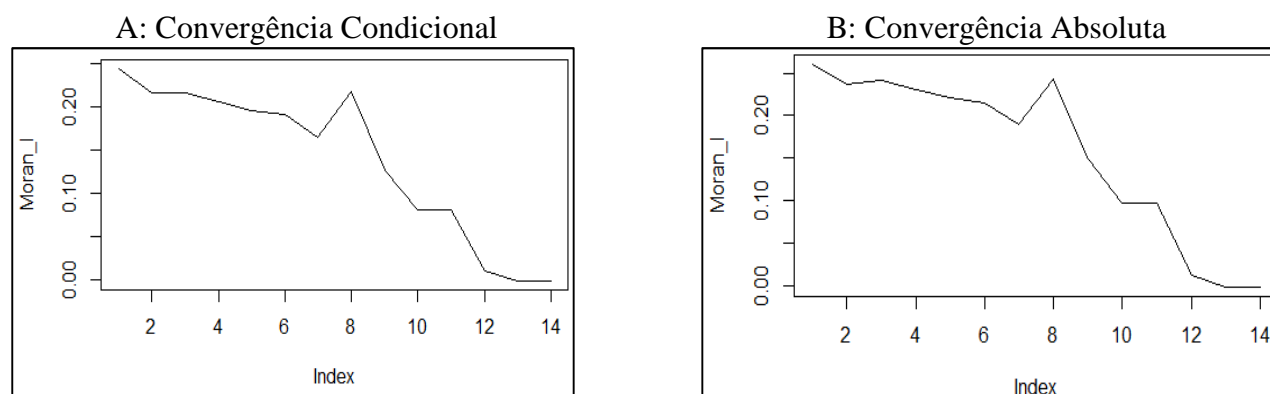 A: Convergência Condicional
Moran_I
0.00 0.10 0.20
2 4 6 8 10 12 14
Index
B: Convergência Absoluta
Moran_I
0.00 0.10 0.20
2 4 6 8 10 12 14
Index